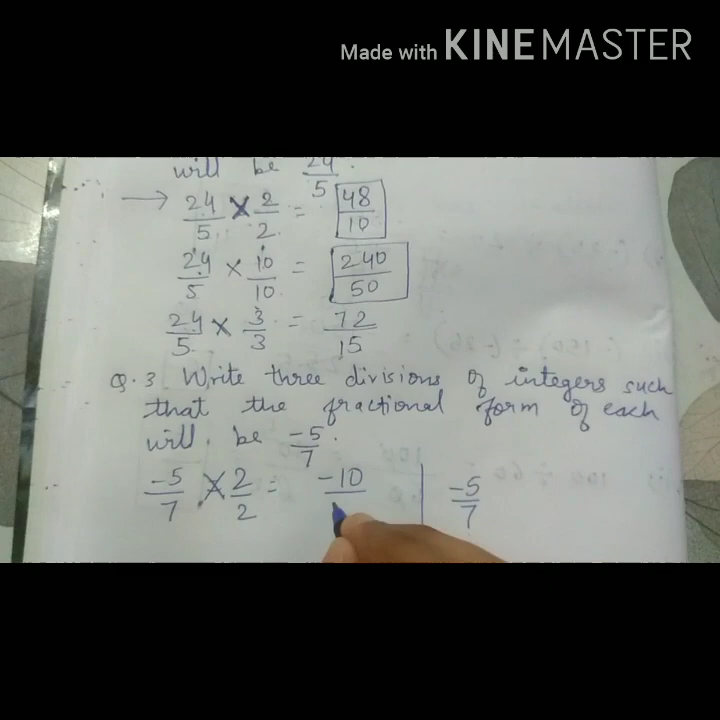 Made with KINEMASTER
will be 24/5.
→ 24/5 × 2/2 = 48/10
24/5 × 10/10 = 240/50
24/5 × 3/3 = 72/15
Q.3 Write three divisions of integers such
that the fractional form of each
will be -5/7.
-5/7 × 2/2 = -10/ | -5/7